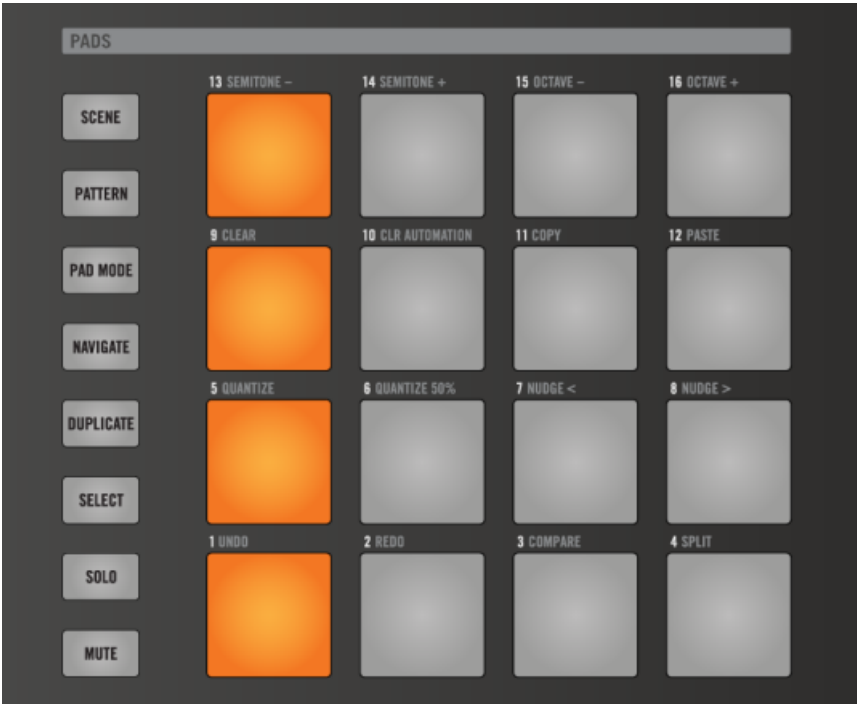 PADS
13 SEMITONE – 14 SEMITONE + 15 OCTAVE – 16 OCTAVE +
SCENE
PATTERN
9 CLEAR 10 CLR AUTOMATION 11 COPY 12 PASTE
PAD MODE
NAVIGATE
5 QUANTIZE 6 QUANTIZE 50% 7 NUDGE < 8 NUDGE >
DUPLICATE
SELECT
1 UNDO 2 REDO 3 COMPARE 4 SPLIT
SOLO
MUTE